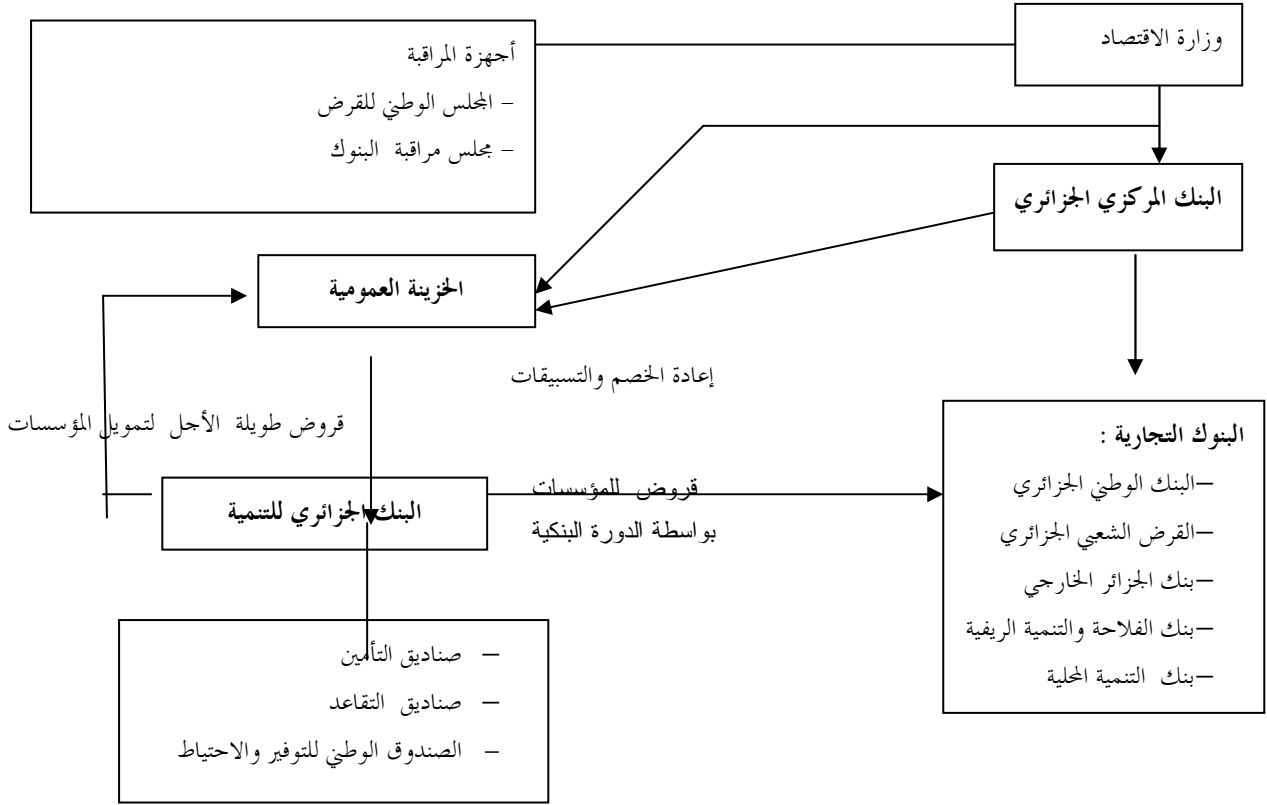 وزارة الاقتصاد
أجهزة المراقبة
– المجلس الوطني للقرض
– مجلس مراقبة البنوك
البنك المركزي الجزائري
الخزينة العمومية
إعادة الخصم والتسبيقات
قروض طويلة الأجل لتمويل المؤسسات
البنوك التجارية :
–البنك الوطني الجزائري
–القرض الشعبي الجزائري
–بنك الجزائر الخارجي
–بنك الفلاحة والتنمية الريفية
–بنك التنمية المحلية
قروض للمؤسسات
بواسطة الدورة البنكية
البنك الجزائري للتنمية
– صناديق التأمين
– صناديق التقاعد
– الصندوق الوطني للتوفير والاحتياط